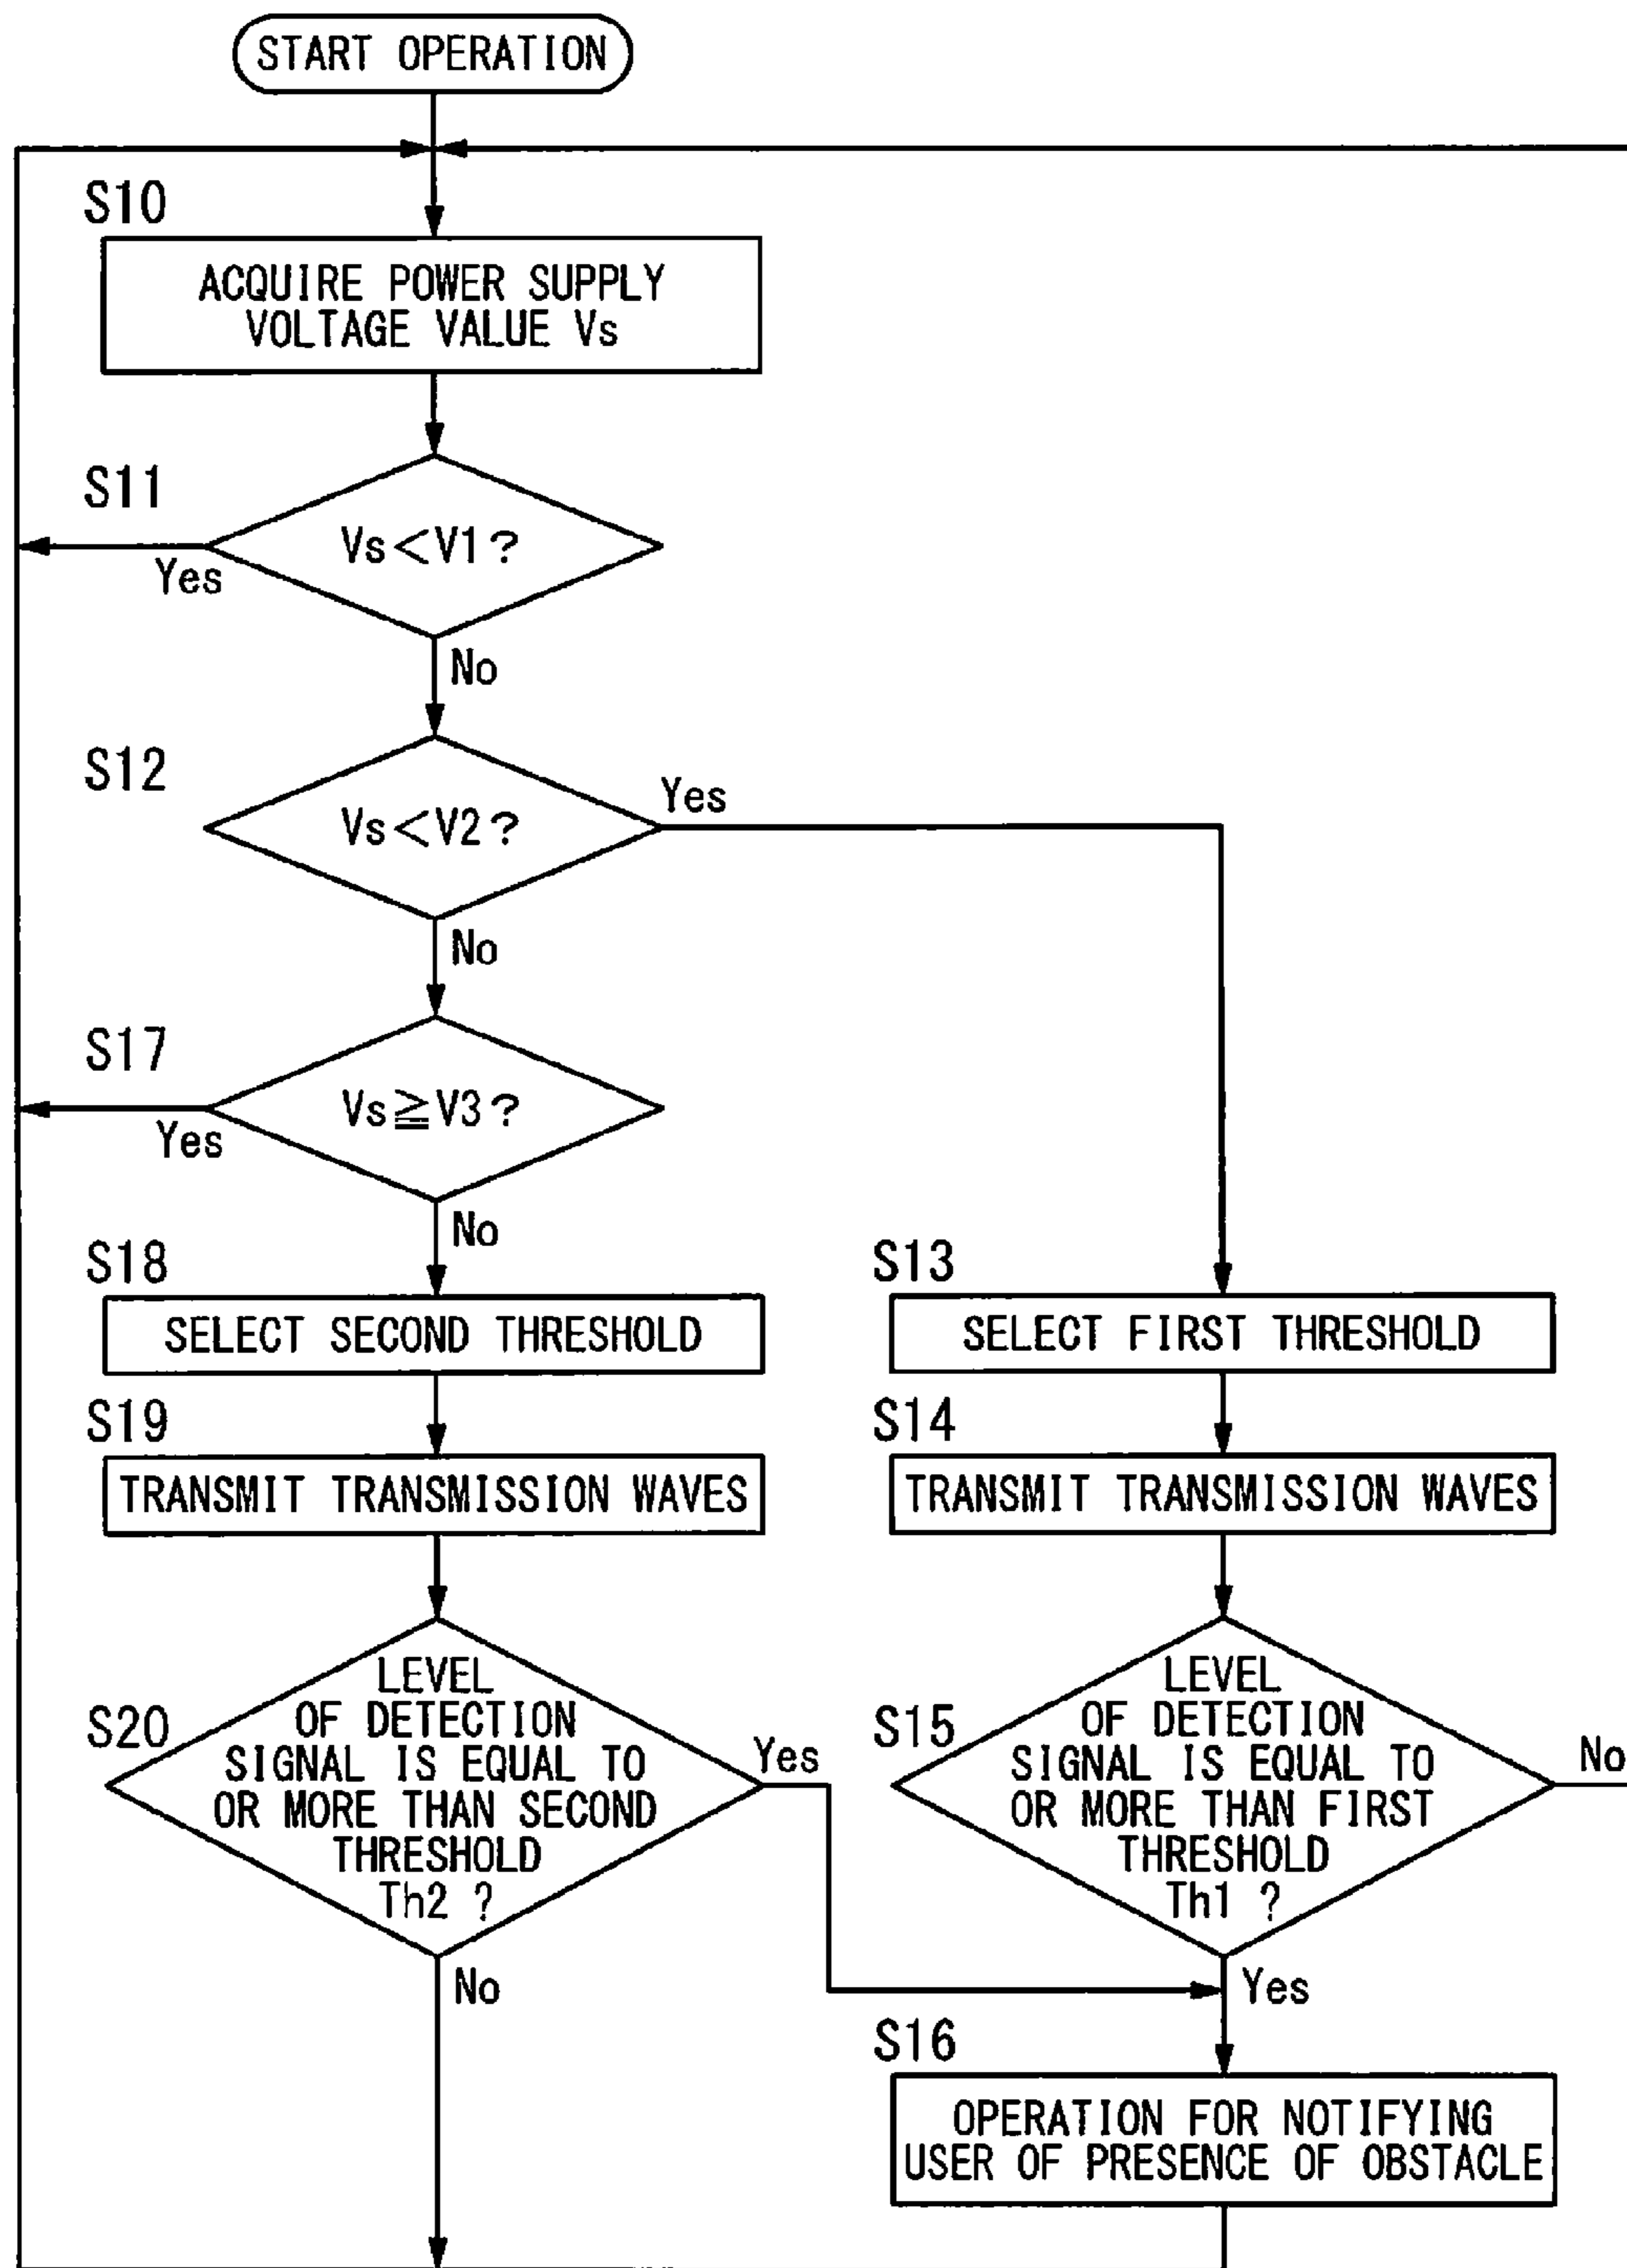 START OPERATION
S10
ACQUIRE POWER SUPPLY
VOLTAGE VALUE Vs
S11
Vs<V1?
Yes
No
S12
Vs<V2?
Yes
No
S17
Vs≧V3?
Yes
No
S18
SELECT SECOND THRESHOLD
S19
TRANSMIT TRANSMISSION WAVES
S20
LEVEL
OF DETECTION
SIGNAL IS EQUAL TO
OR MORE THAN SECOND
THRESHOLD
Th2 ?
Yes
No
S13
SELECT FIRST THRESHOLD
S14
TRANSMIT TRANSMISSION WAVES
S15
LEVEL
OF DETECTION
SIGNAL IS EQUAL TO
OR MORE THAN FIRST
THRESHOLD
Th1 ?
No
Yes
S16
OPERATION FOR NOTIFYING
USER OF PRESENCE OF OBSTACLE